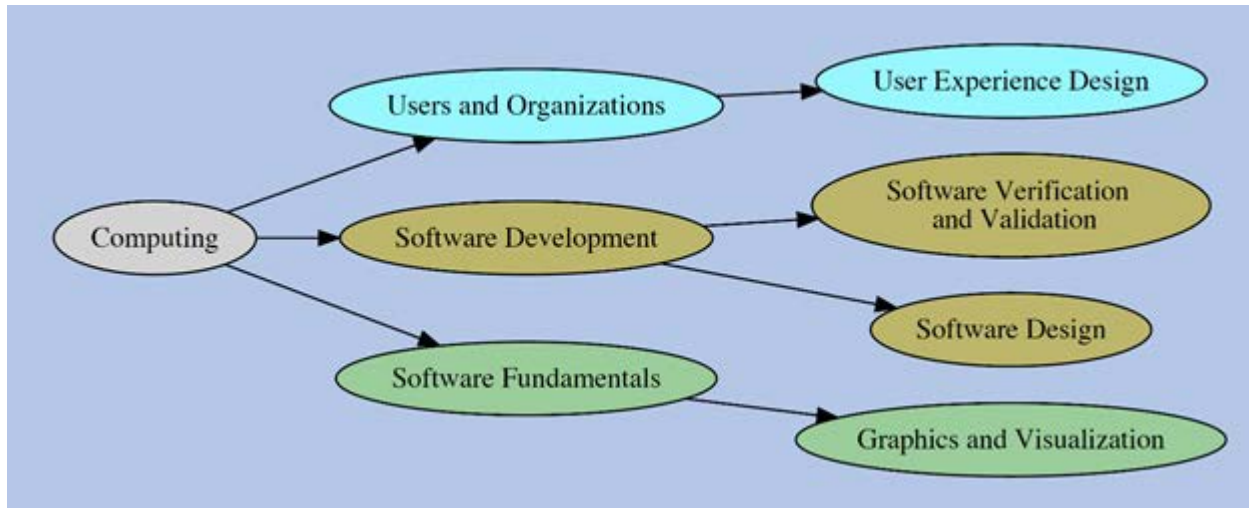 Computing
Users and Organizations
User Experience Design
Software Development
Software Verification
and Validation
Software Design
Software Fundamentals
Graphics and Visualization